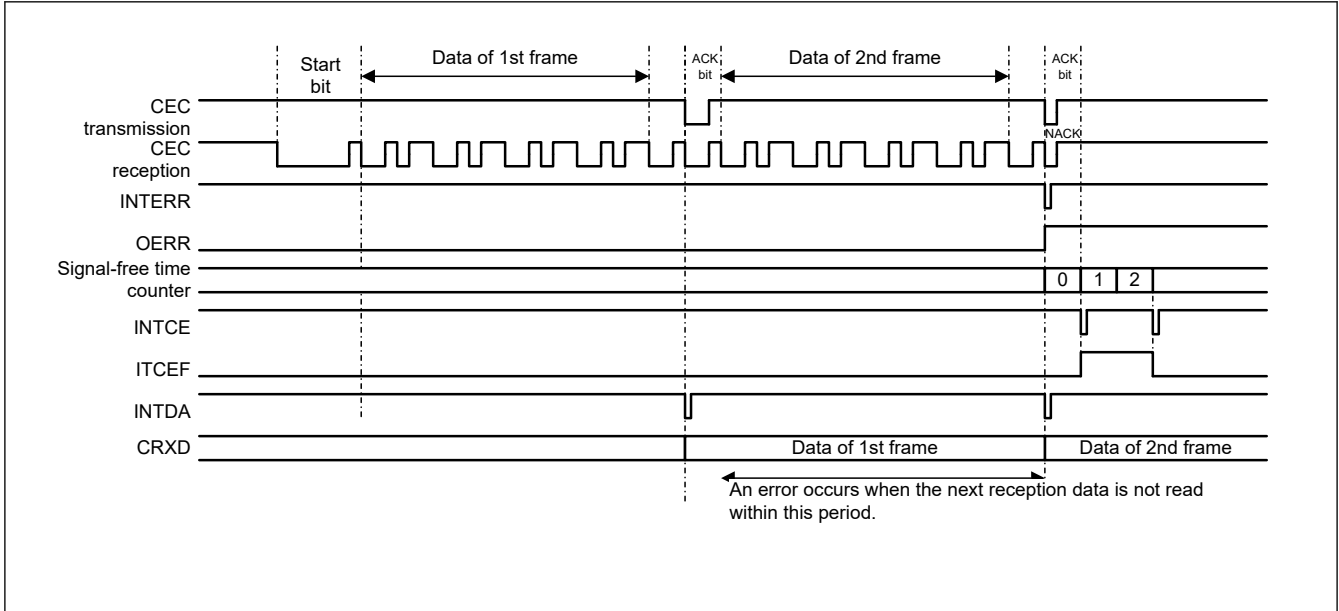 Start
bit
Data of 1st frame
ACK
bit
Data of 2nd frame
ACK
bit
CEC
transmission
NACK
CEC
reception
INTERR
OERR
Signal-free time
counter
0 1 2
INTCE
ITCEF
INTDA
CRXD
Data of 1st frame
Data of 2nd frame
An error occurs when the next reception data is not read
within this period.